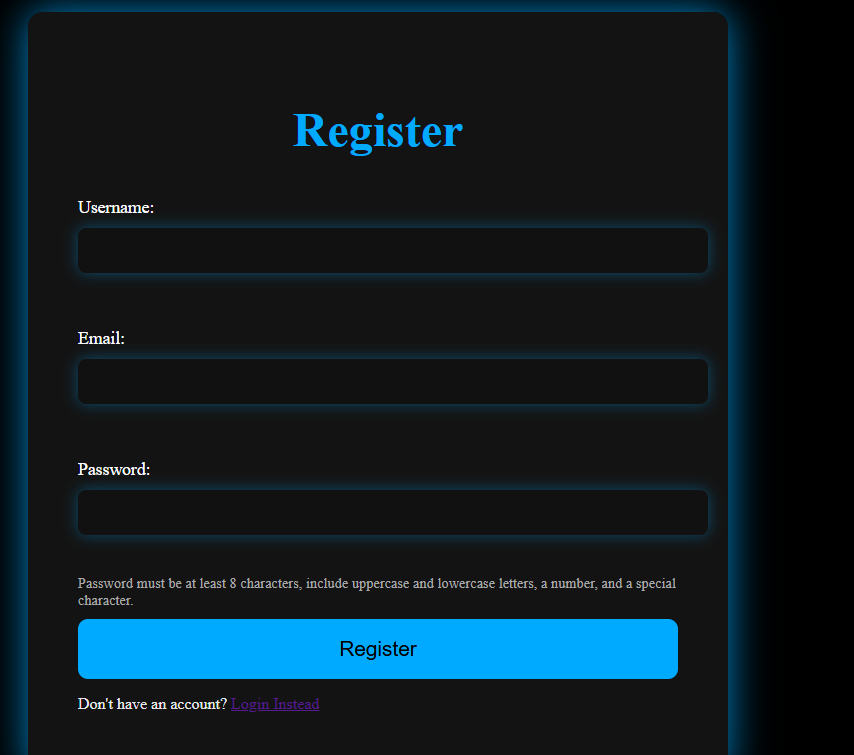 Register
Username:
Email:
Password:
Password must be at least 8 characters, include uppercase and lowercase letters, a number, and a special
character.
Register
Don't have an account? Login Instead